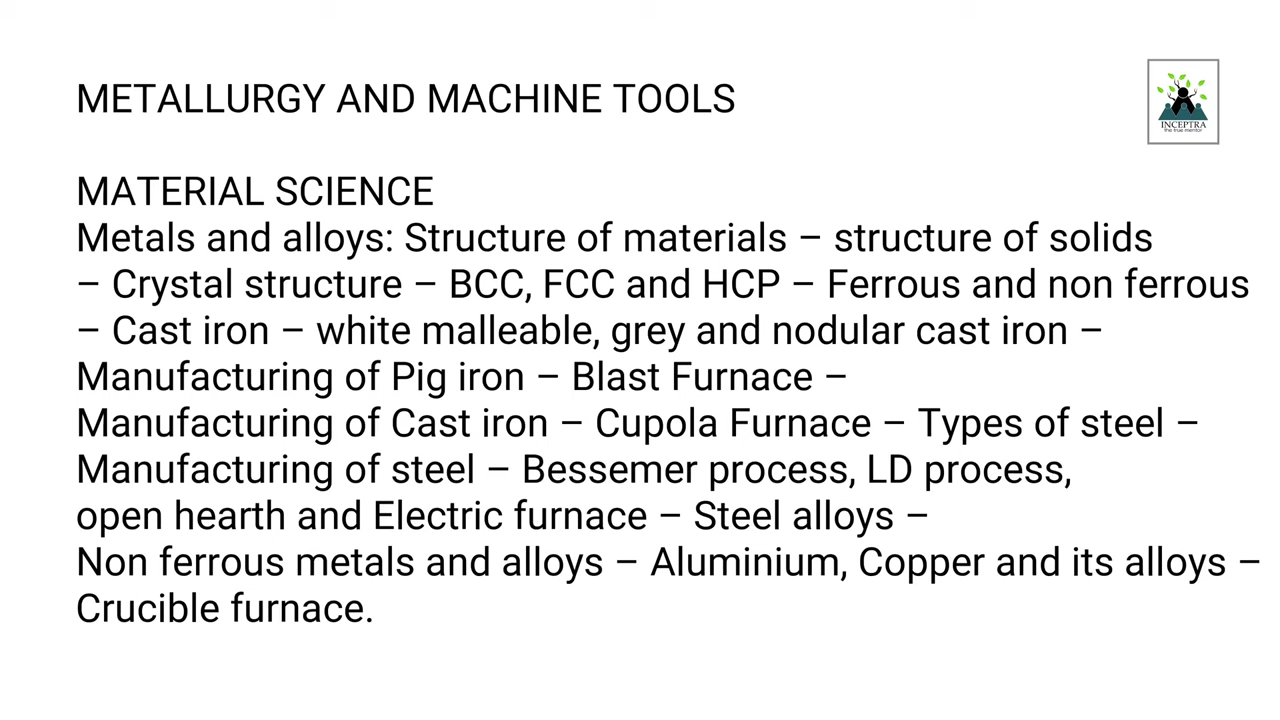 METALLURGY AND MACHINE TOOLS
INCEPTRA
the true mentor
MATERIAL SCIENCE
Metals and alloys: Structure of materials – structure of solids
– Crystal structure – BCC, FCC and HCP – Ferrous and non ferrous
– Cast iron – white malleable, grey and nodular cast iron –
Manufacturing of Pig iron – Blast Furnace –
Manufacturing of Cast iron – Cupola Furnace – Types of steel –
Manufacturing of steel – Bessemer process, LD process,
open hearth and Electric furnace – Steel alloys –
Non ferrous metals and alloys – Aluminium, Copper and its alloys –
Crucible furnace.